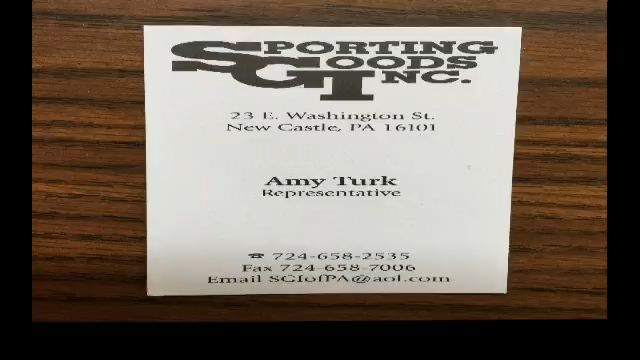 SPORTING
GOODS
INC.
23 E. Washington St.
New Castle, PA 16101
Amy Turk
Representative
☎ 724-658-2535
Fax 724-658-7006
Email SGIofPA@aol.com